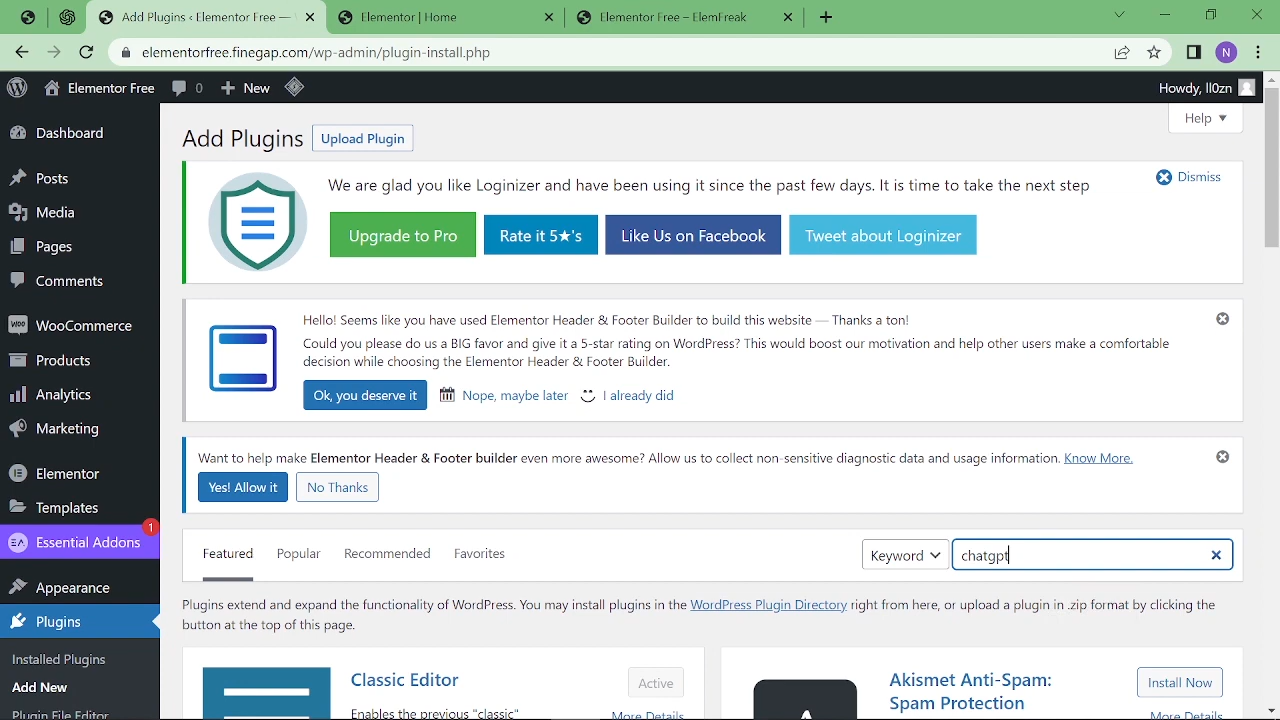 Add Plugins ‹ Elementor Free —
Elementor | Home
Elementor Free – ElemFreak
elementorfree.finegap.com/wp-admin/plugin-install.php
N
Elementor Free
0
New
Howdy, ll0zn
Dashboard
Posts
Media
Pages
Comments
WooCommerce
Products
Analytics
Marketing
Elementor
Templates
Essential Addons
1
Appearance
Plugins
Installed Plugins
Add New
Plugin File Editor
Help
Add Plugins
Upload Plugin
We are glad you like Loginizer and have been using it since the past few days. It is time to take the next step
Dismiss
Upgrade to Pro
Rate it 5★'s
Like Us on Facebook
Tweet about Loginizer
Hello! Seems like you have used Elementor Header & Footer Builder to build this website — Thanks a ton!
Could you please do us a BIG favor and give it a 5-star rating on WordPress? This would boost our motivation and help other users make a comfortable
decision while choosing the Elementor Header & Footer Builder.
Ok, you deserve it
Nope, maybe later
I already did
Want to help make Elementor Header & Footer builder even more awesome? Allow us to collect non-sensitive diagnostic data and usage information. Know More.
Yes! Allow it
No Thanks
Featured
Popular
Recommended
Favorites
Keyword
chatgpt
Plugins extend and expand the functionality of WordPress. You may install plugins in the WordPress Plugin Directory right from here, or upload a plugin in .zip format by clicking the
button at the top of this page.
Classic Editor
Active
Enables the previous "classic"
More Details
Akismet Anti-Spam:
Spam Protection
Install Now
More Details